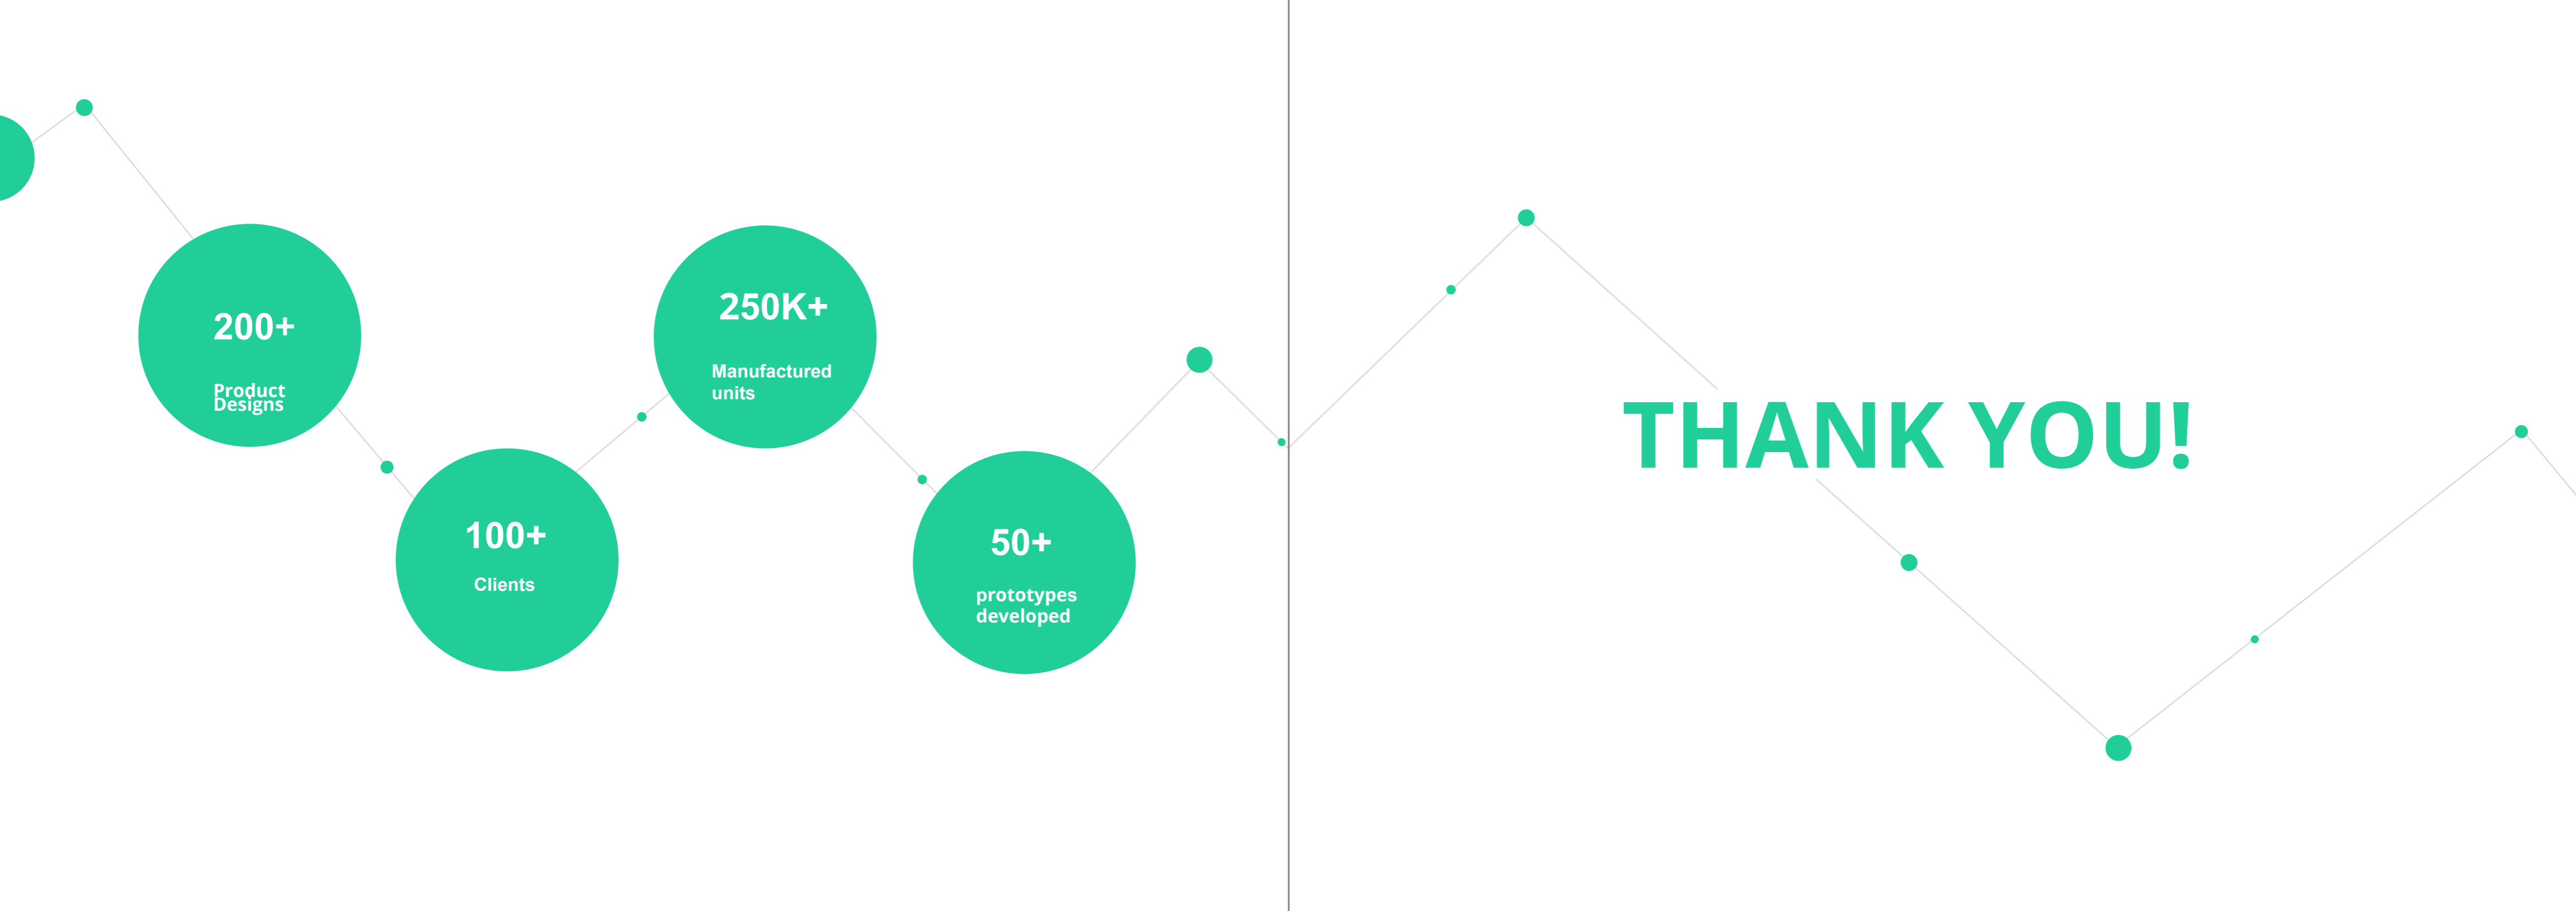 200+
Product
Designs
100+
Clients
250K+
Manufactured
units
50+
prototypes
developed
THANK YOU!